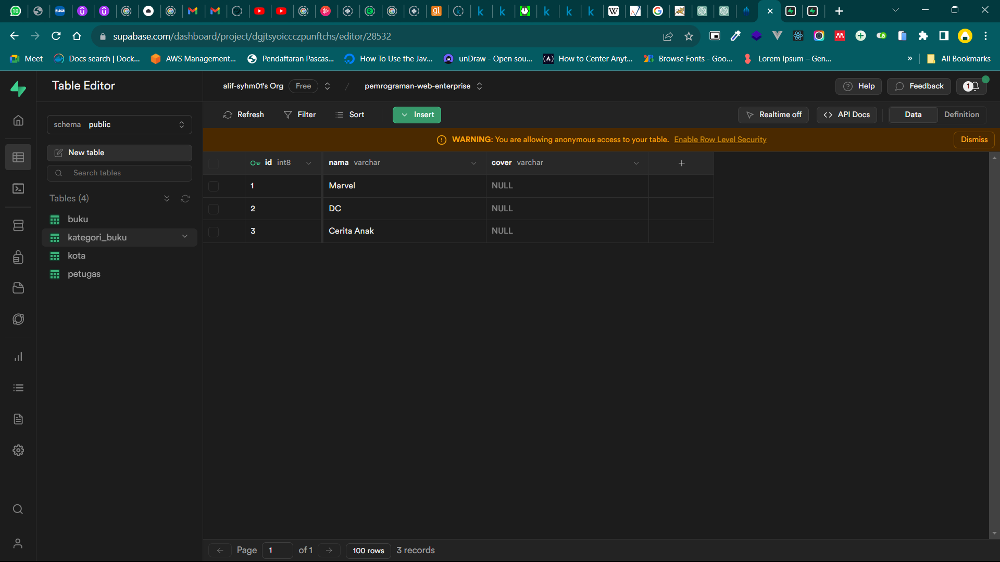 supabase.com/dashboard/project/dgjtsyoiccczpunftchs/editor/28532
Meet
Docs search | Dock...
AWS Management...
Pendaftaran Pascas...
How To Use the Jav...
unDraw - Open sou...
How to Center Anyt...
Browse Fonts - Goo...
Lorem Ipsum – Gen...
»
All Bookmarks
Table Editor
alif-syhm01's Org Free / pemrograman-web-enterprise
Help
Feedback
1
schema public
New table
Search tables
Tables (4)
buku
kategori_buku
kota
petugas
Refresh
Filter
Sort
Insert
Realtime off
API Docs
Data
Definition
WARNING: You are allowing anonymous access to your table. Enable Row Level Security
Dismiss
id int8 nama varchar cover varchar +
1 Marvel NULL
2 DC NULL
3 Cerita Anak NULL
Page 1 of 1 100 rows 3 records